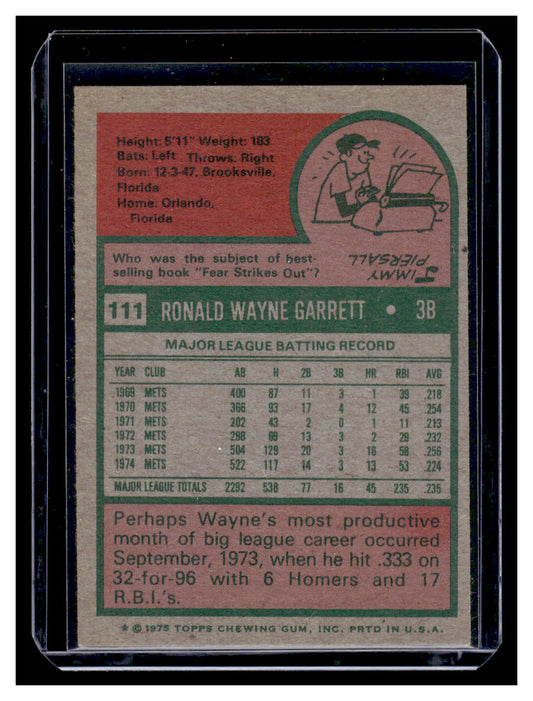 Height: 5'11" Weight: 183
Bats: Left Throws: Right
Born: 12-3-47, Brooksville,
Florida
Home: Orlando,
Florida
Who was the subject of best-
selling book "Fear Strikes Out"?
JIMMY
PIERSALL
111 RONALD WAYNE GARRETT • 3B
MAJOR LEAGUE BATTING RECORD
YEAR CLUB AB H 2B 3B HR RBI AVG
1969 METS 400 87 11 3 1 39 .218
1970 METS 366 93 17 4 12 45 .254
1971 METS 202 43 2 0 1 11 .213
1972 METS 298 69 13 3 2 29 .232
1973 METS 504 129 20 3 16 58 .256
1974 METS 522 117 14 3 13 53 .224
MAJOR LEAGUE TOTALS 2292 538 77 16 45 235 .235
Perhaps Wayne's most productive
month of big league career occurred
September, 1973, when he hit .333 on
32-for-96 with 6 Homers and 17
R.B.I.'s.
* © 1975 TOPPS CHEWING GUM, INC. PRTD IN U.S.A.